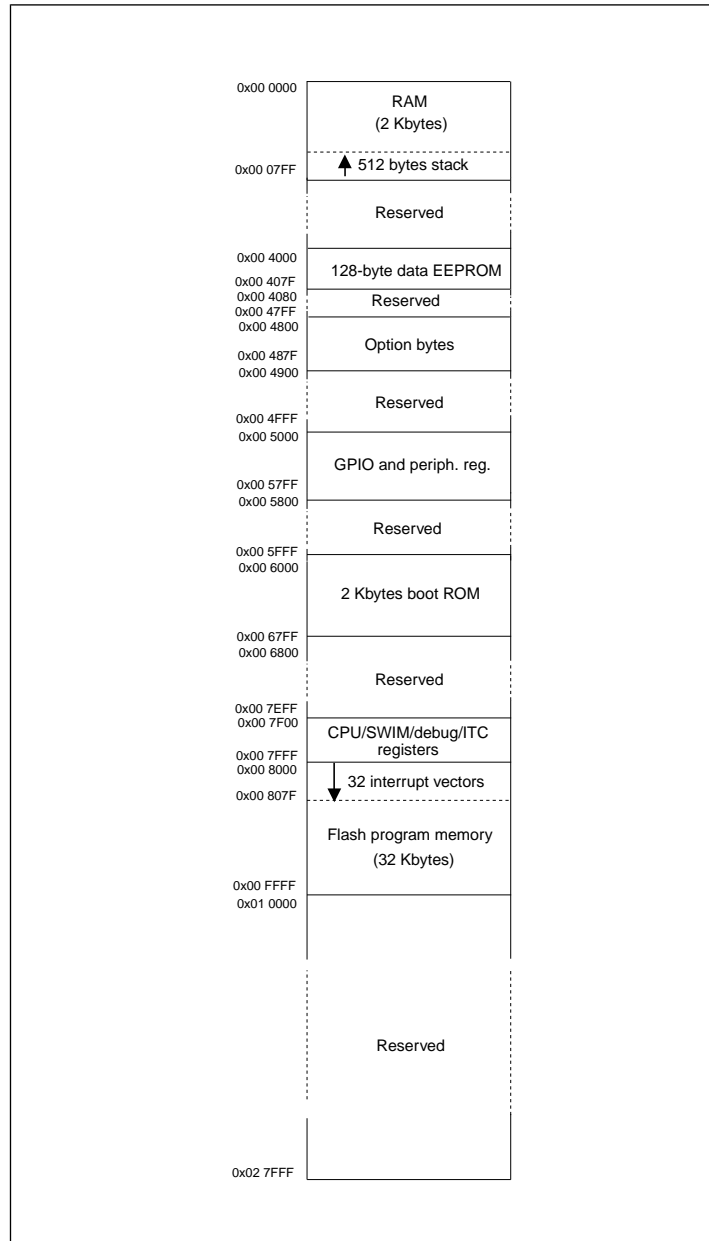 0x00 0000
RAM
(2 Kbytes)
512 bytes stack
0x00 07FF
Reserved
0x00 4000
128-byte data EEPROM
0x00 407F
0x00 4080
Reserved
0x00 47FF
0x00 4800
Option bytes
0x00 487F
0x00 4900
Reserved
0x00 4FFF
0x00 5000
GPIO and periph. reg.
0x00 57FF
0x00 5800
Reserved
0x00 5FFF
0x00 6000
2 Kbytes boot ROM
0x00 67FF
0x00 6800
Reserved
0x00 7EFF
0x00 7F00
CPU/SWIM/debug/ITC
registers
0x00 7FFF
0x00 8000
32 interrupt vectors
0x00 807F
Flash program memory
(32 Kbytes)
0x00 FFFF
0x01 0000
Reserved
0x02 7FFF